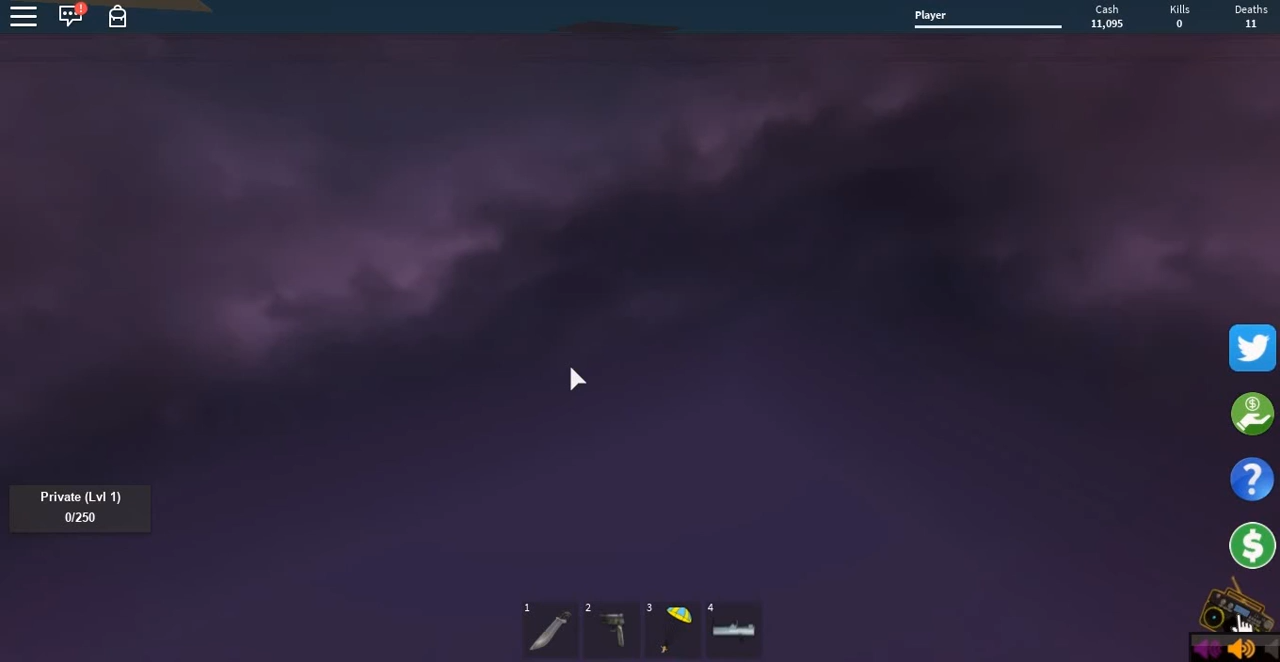 Player
Cash
11,095
Kills
0
Deaths
11
Private (Lvl 1)
0/250
1
2
3
4